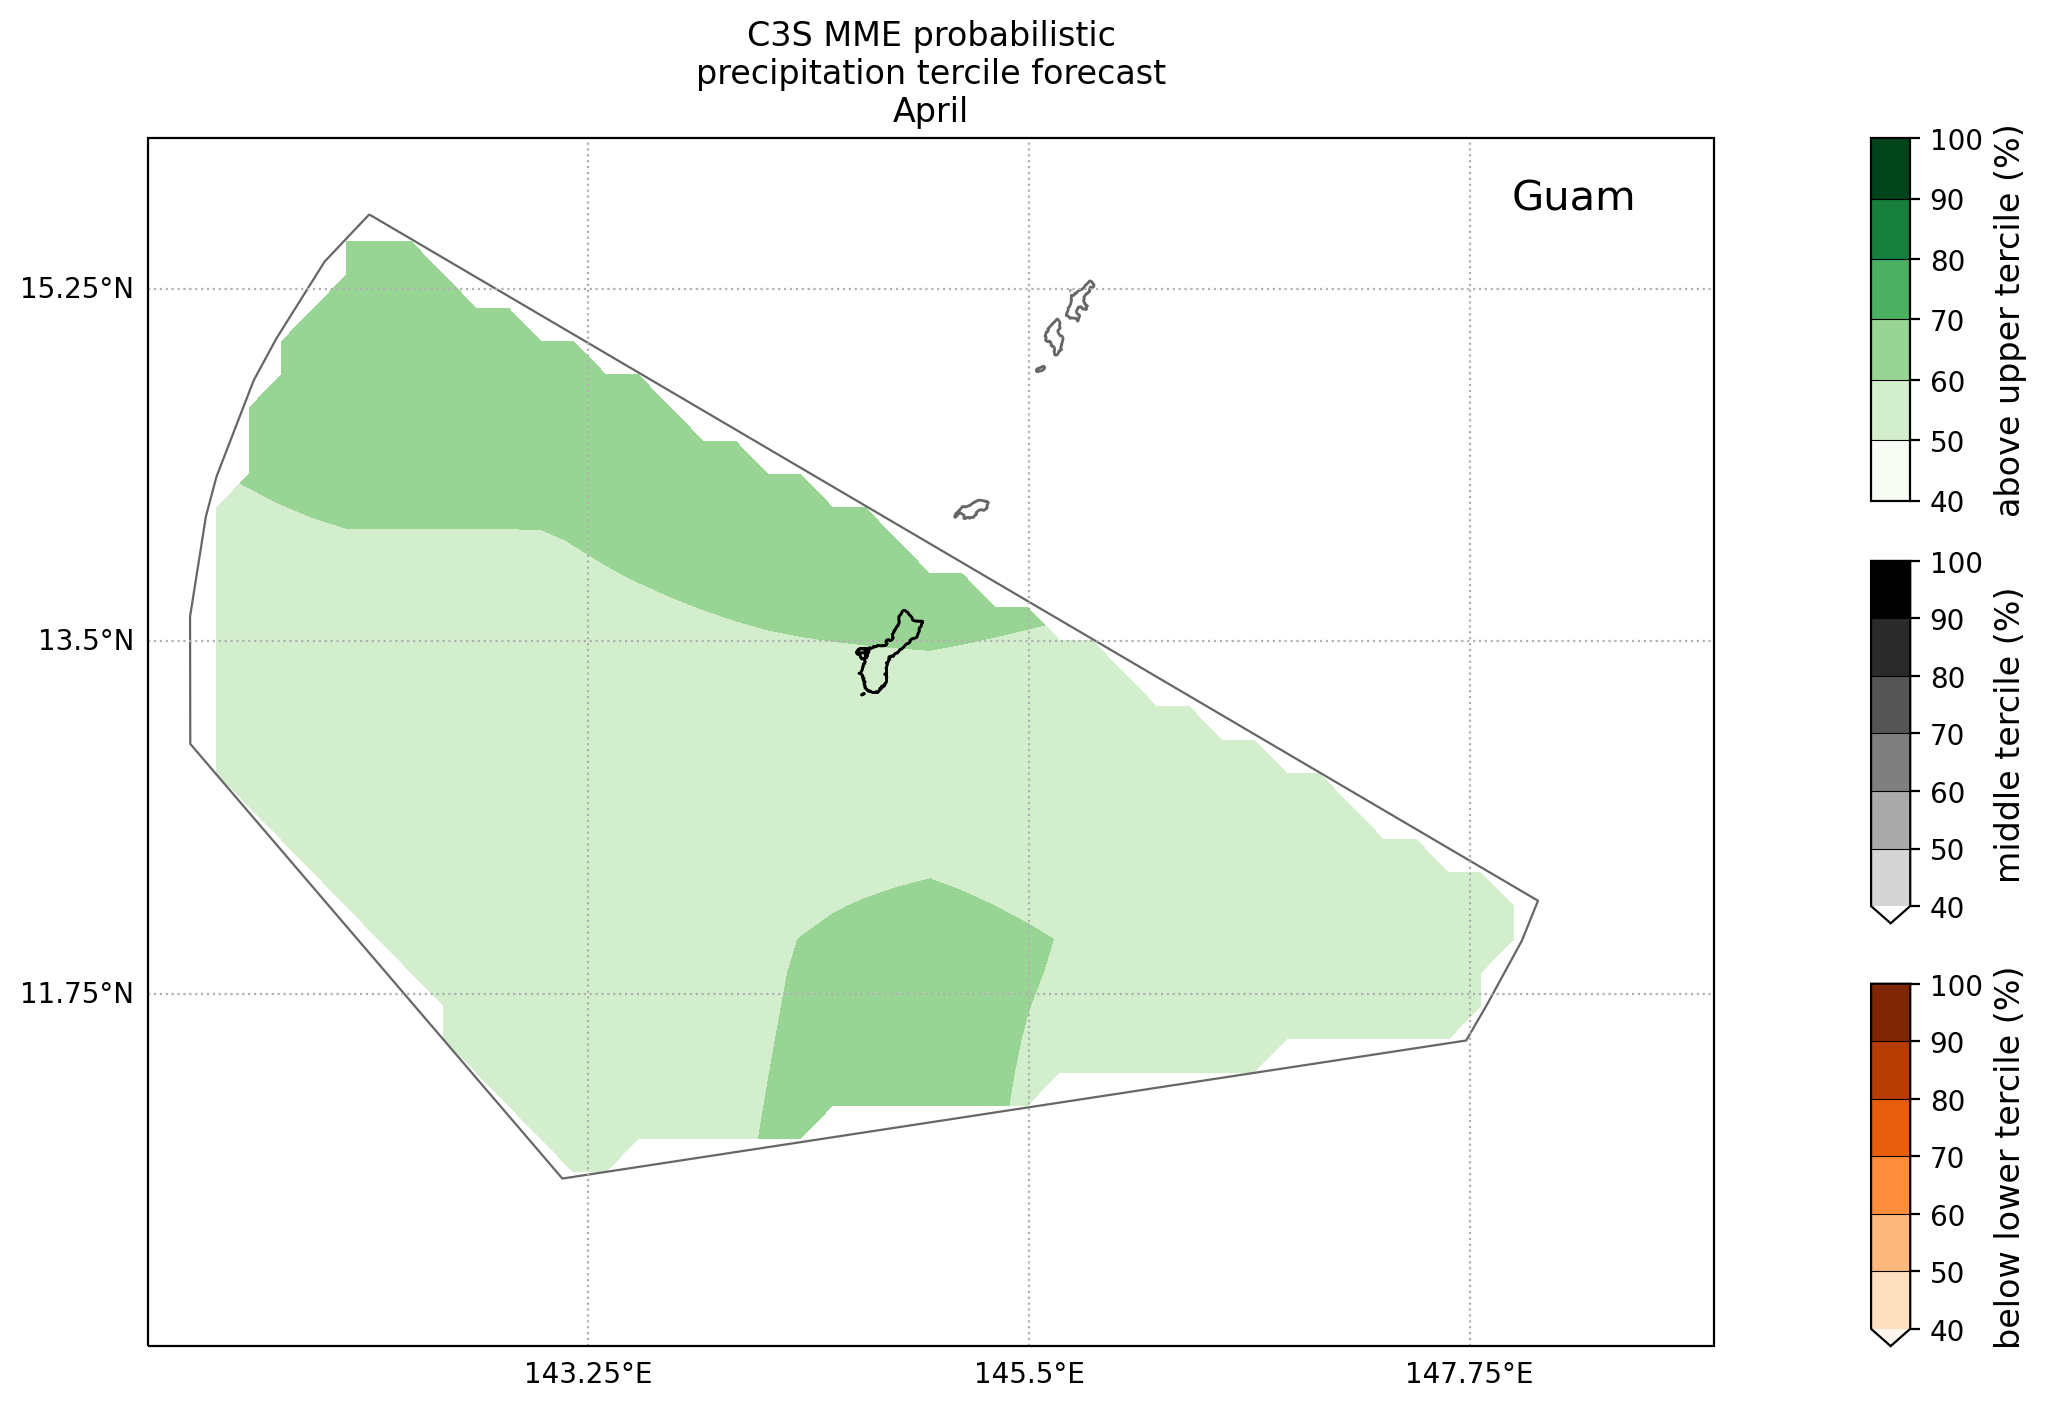 C3S MME probabilistic
precipitation tercile forecast
April
Guam
15.25°N
13.5°N
11.75°N
143.25°E
145.5°E
147.75°E
100
90
80
70
60
50
40
above upper tercile (%)
100
90
80
70
60
50
40
middle tercile (%)
100
90
80
70
60
50
40
below lower tercile (%)